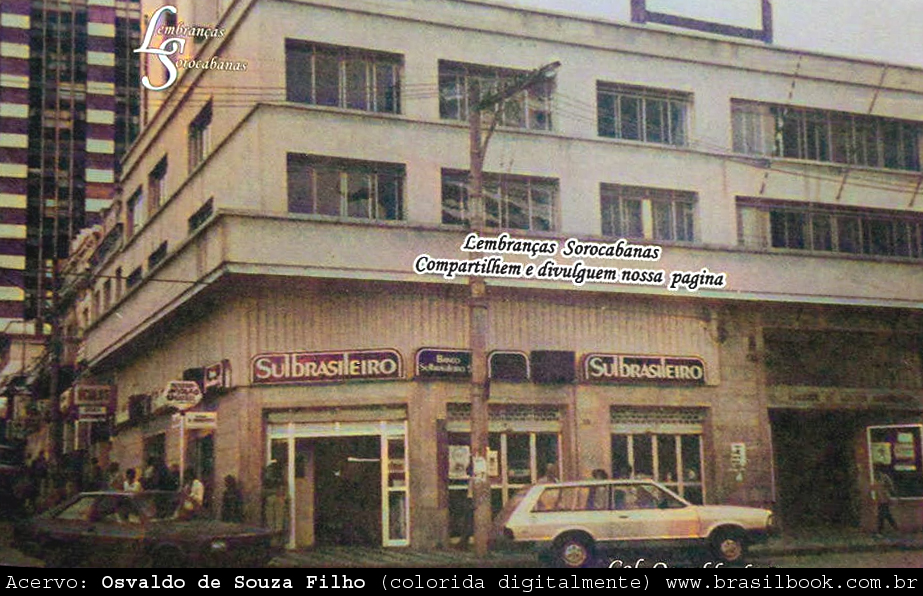 Lembranças
Sorocabanas
Lembranças Sorocabanas
Compartilhem e divulguem nossa pagina
SULBRASILEIRO
BANCO
SULBRASILEIRO
SULBRASILEIRO
Acervo: Osvaldo de Souza Filho (colorida digitalmente) www.brasilbook.com.br